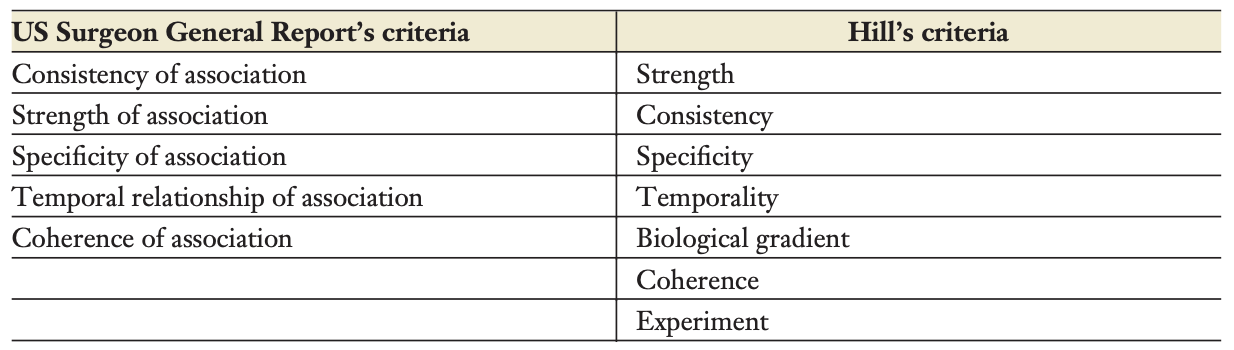 US Surgeon General Report’s criteria Hill’s criteria
Consistency of association Strength
Strength of association Consistency
Specificity of association Specificity
Temporal relationship of association Temporality
Coherence of association Biological gradient
Coherence
Experiment